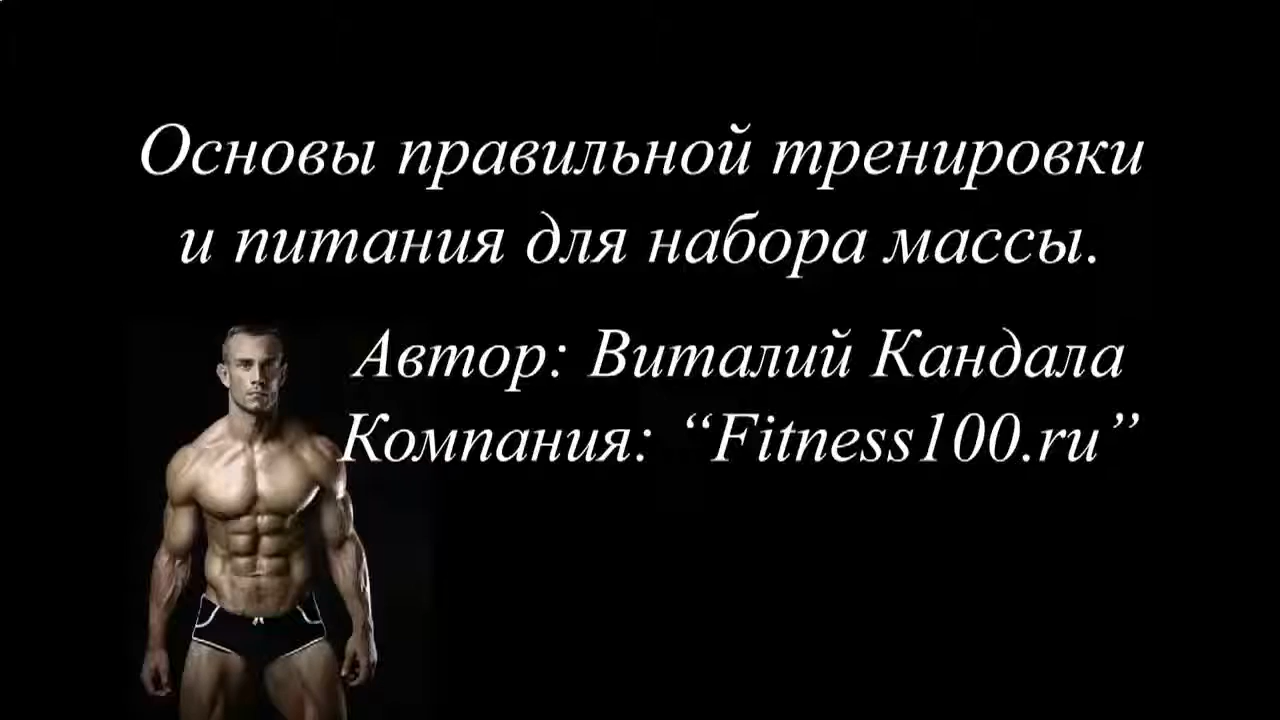 Основы правильной тренировки
и питания для набора массы.
Автор: Виталий Кандала
Компания: “Fitness100.ru”